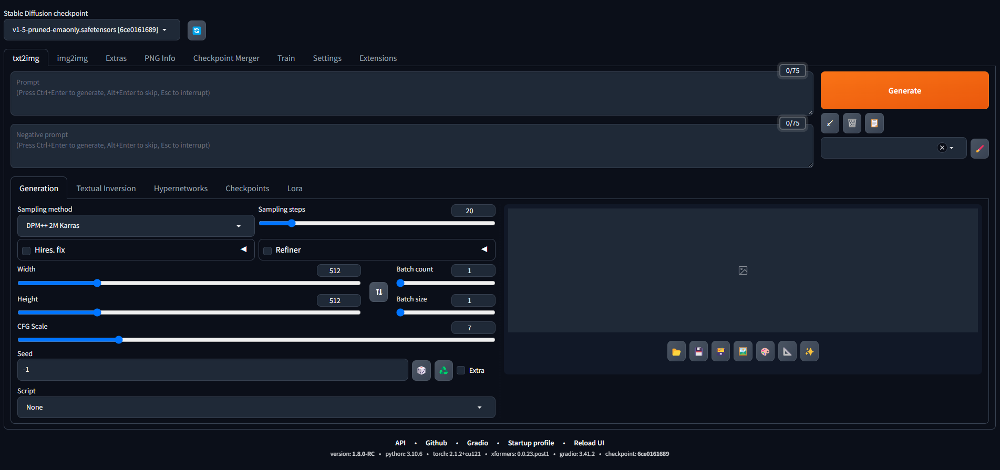 Stable Diffusion checkpoint
v1-5-pruned-emaonly.safetensors [6ce0161689]
txt2img img2img Extras PNG Info Checkpoint Merger Train Settings Extensions
0/75
Prompt
(Press Ctrl+Enter to generate, Alt+Enter to skip, Esc to interrupt)
Generate
0/75
Negative prompt
(Press Ctrl+Enter to generate, Alt+Enter to skip, Esc to interrupt)
Generation Textual Inversion Hypernetworks Checkpoints Lora
Sampling method Sampling steps 20
DPM++ 2M Karras
Hires. fix Refiner
Width 512 Batch count 1
Height 512 Batch size 1
CFG Scale 7
Seed
-1 Extra
Script
None
API • Github • Gradio • Startup profile • Reload UI
version: 1.8.0-RC • python: 3.10.6 • torch: 2.1.2+cu121 • xformers: 0.0.23.post1 • gradio: 3.41.2 • checkpoint: 6ce0161689